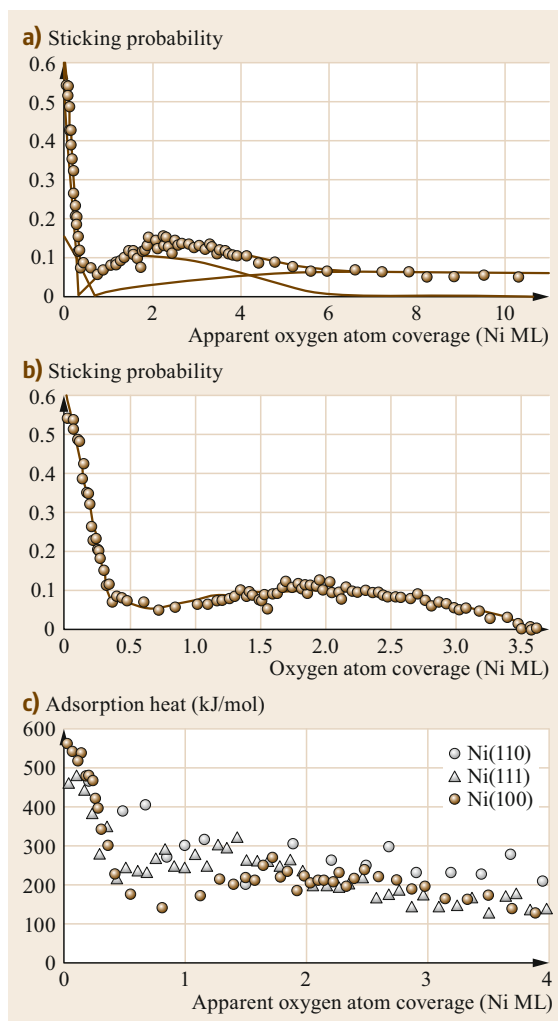 a) Sticking probability
0.6
0.5
0.4
0.3
0.2
0.1
0
0 2 4 6 8 10
Apparent oxygen atom coverage (Ni ML)
b) Sticking probability
0.6
0.5
0.4
0.3
0.2
0.1
0
0 0.5 1.0 1.5 2.0 2.5 3.0 3.5
Oxygen atom coverage (Ni ML)
c) Adsorption heat (kJ/mol)
600
500
400
300
200
100
0
Ni(110)
Ni(111)
Ni(100)
0 1 2 3 4
Apparent oxygen atom coverage (Ni ML)